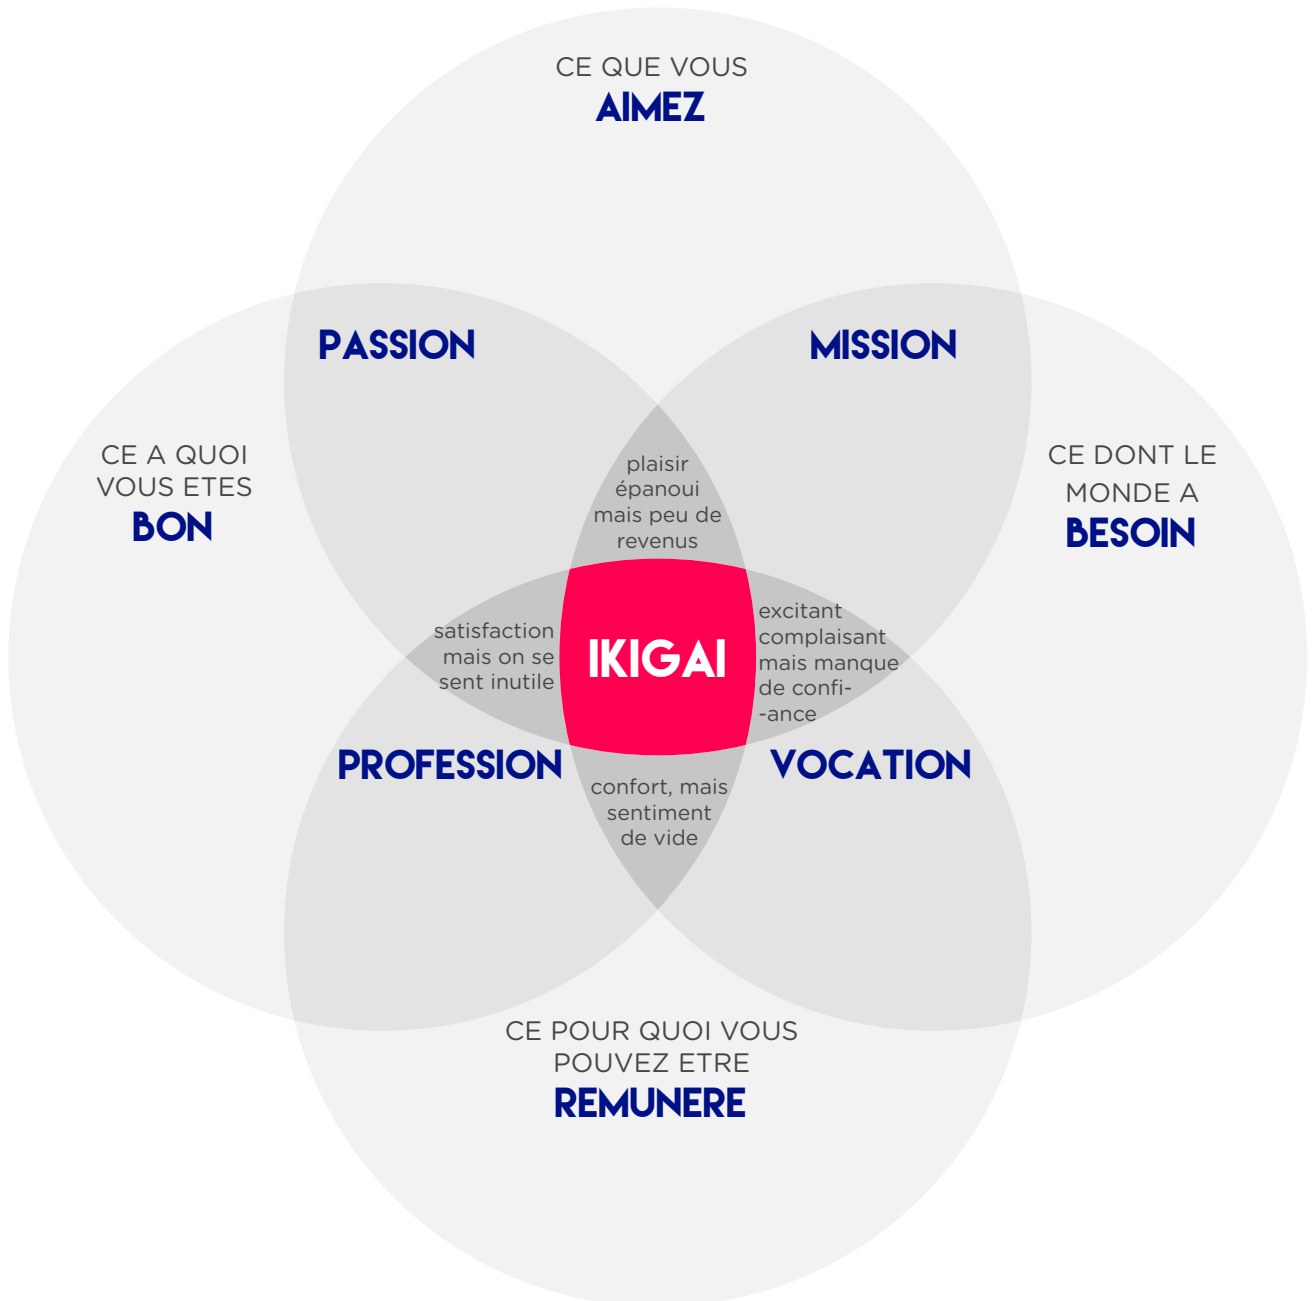 CE QUE VOUS
AIMEZ
PASSION
MISSION
CE A QUOI
VOUS ETES
BON
CE DONT LE
MONDE A
BESOIN
plaisir
épanoui
mais peu de
revenus
satisfaction
mais on se
sent inutile
IKIGAI
excitant
complaisant
mais manque
de confi-
-ance
PROFESSION
VOCATION
confort, mais
sentiment
de vide
CE POUR QUOI VOUS
POUVEZ ETRE
REMUNERE